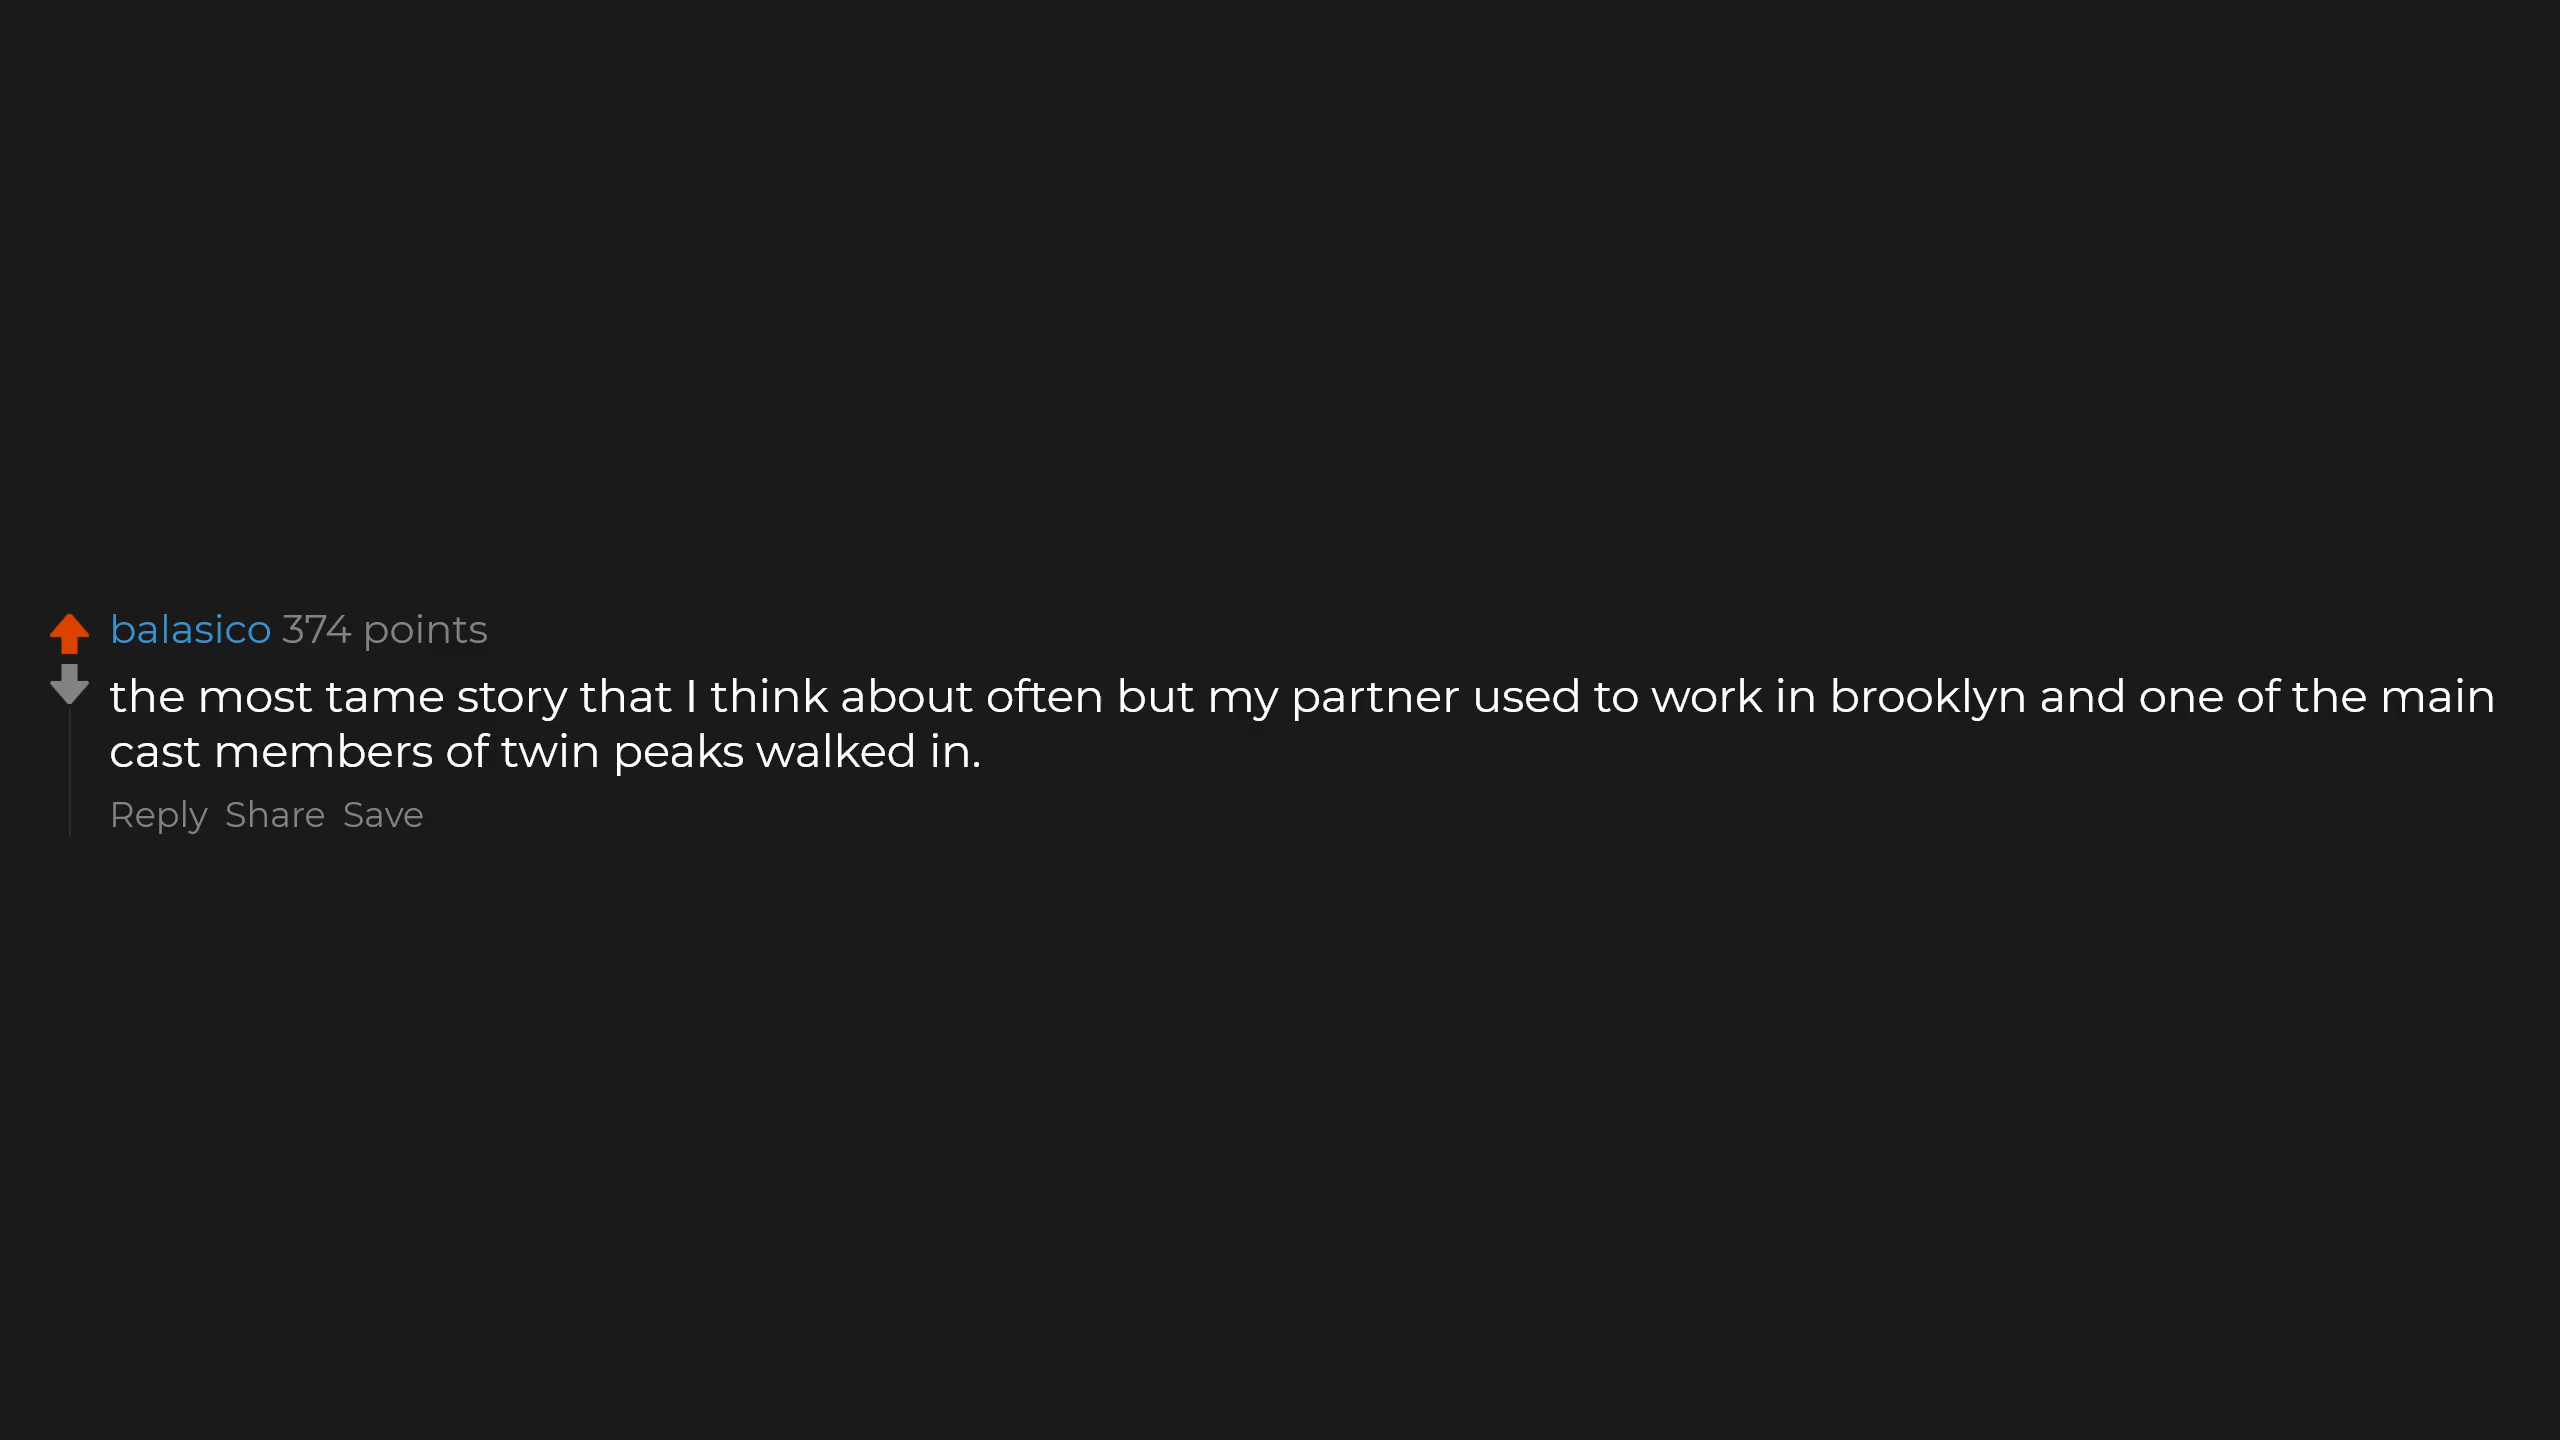 balasico 374 points
the most tame story that I think about often but my partner used to work in brooklyn and one of the main
cast members of twin peaks walked in.
Reply Share Save